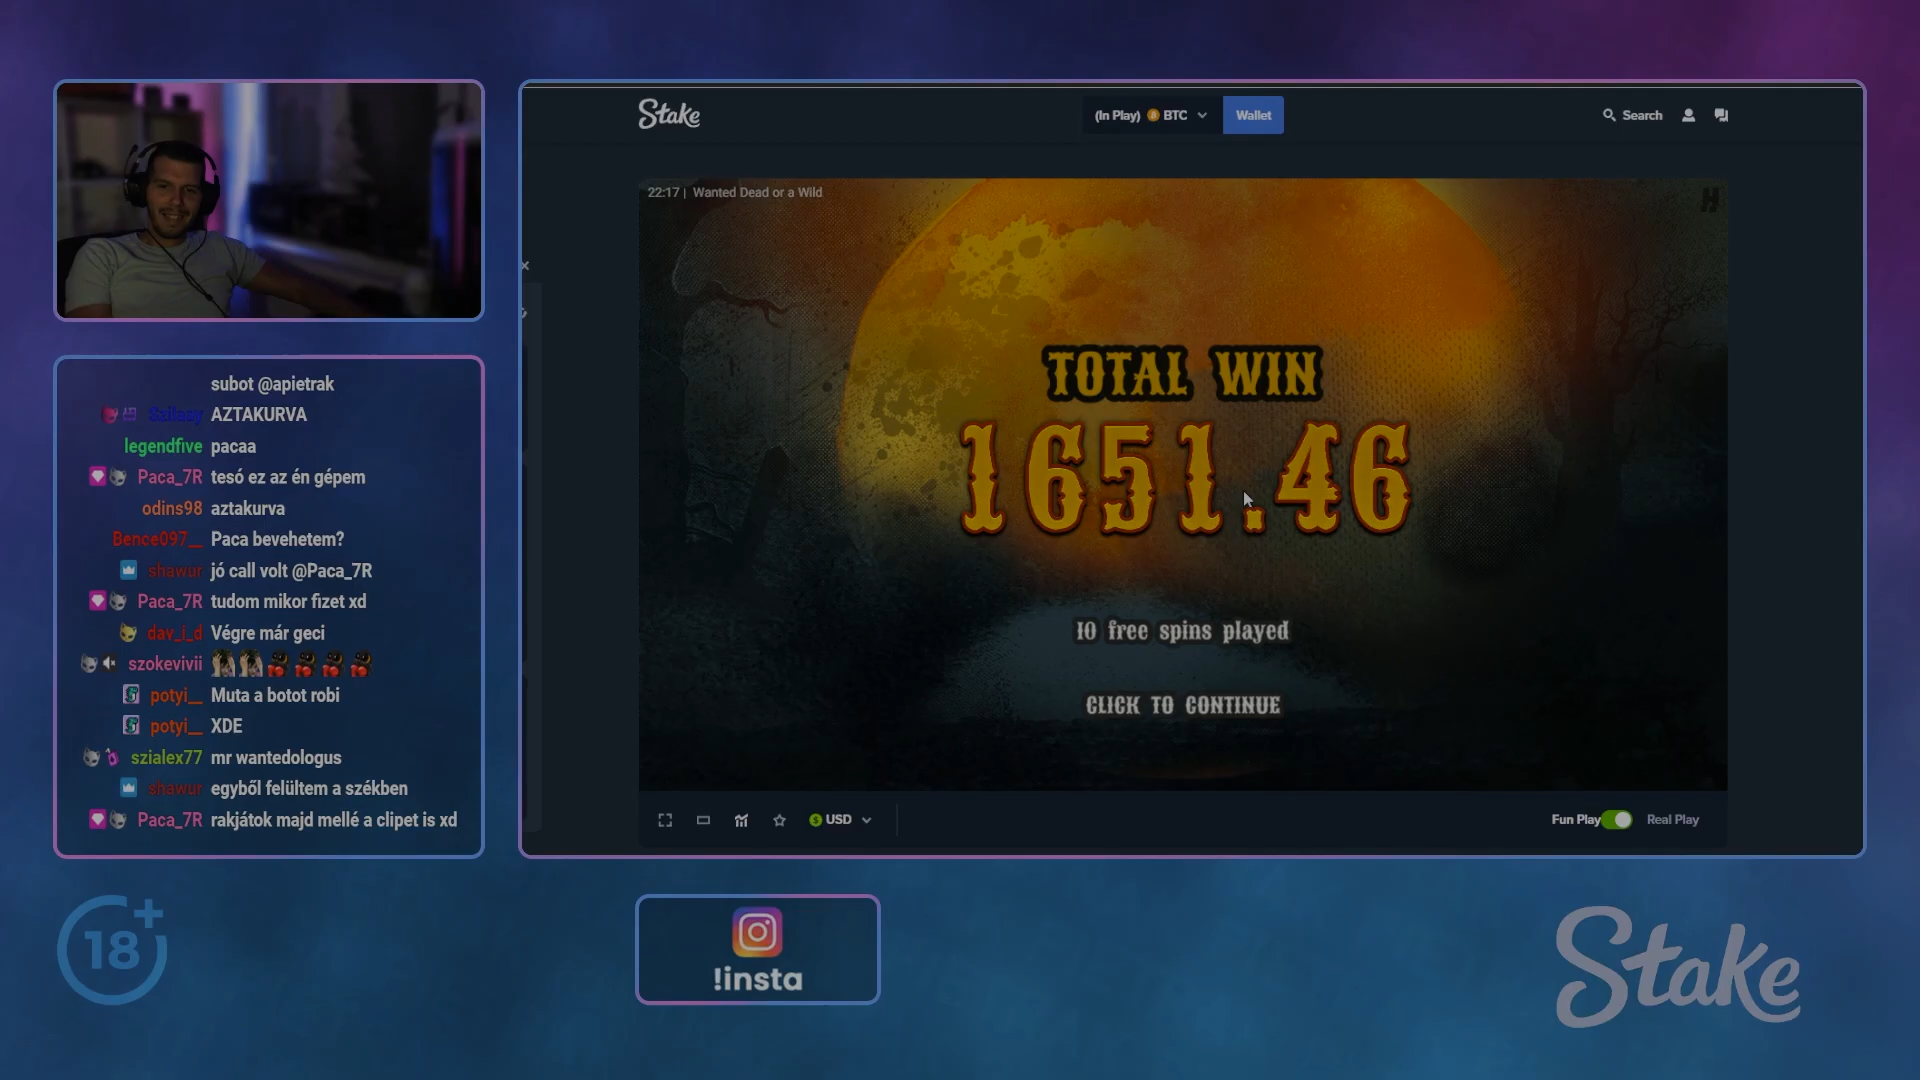 Stake
(In Play) BTC
Wallet
Search
22:17 | Wanted Dead or a Wild
TOTAL WIN
1651.46
10 free spins played
CLICK TO CONTINUE
USD
Fun Play
Real Play
subot @apietrak
AZTAKURVA
legendfive pacaa
Paca_7R tesó ez az én gépem
odins98 aztakurva
Bence097__ Paca bevehetem?
shawur jó call volt @Paca_7R
Paca_7R tudom mikor fizet xd
dav_i_d Végre már geci
szokevivii
potyi__ Muta a botot robi
potyi__ XDE
szialex77 mr wantedologus
shawur egyből felültem a székben
Paca_7R rakjátok majd mellé a clipet is xd
18+
!insta
Stake